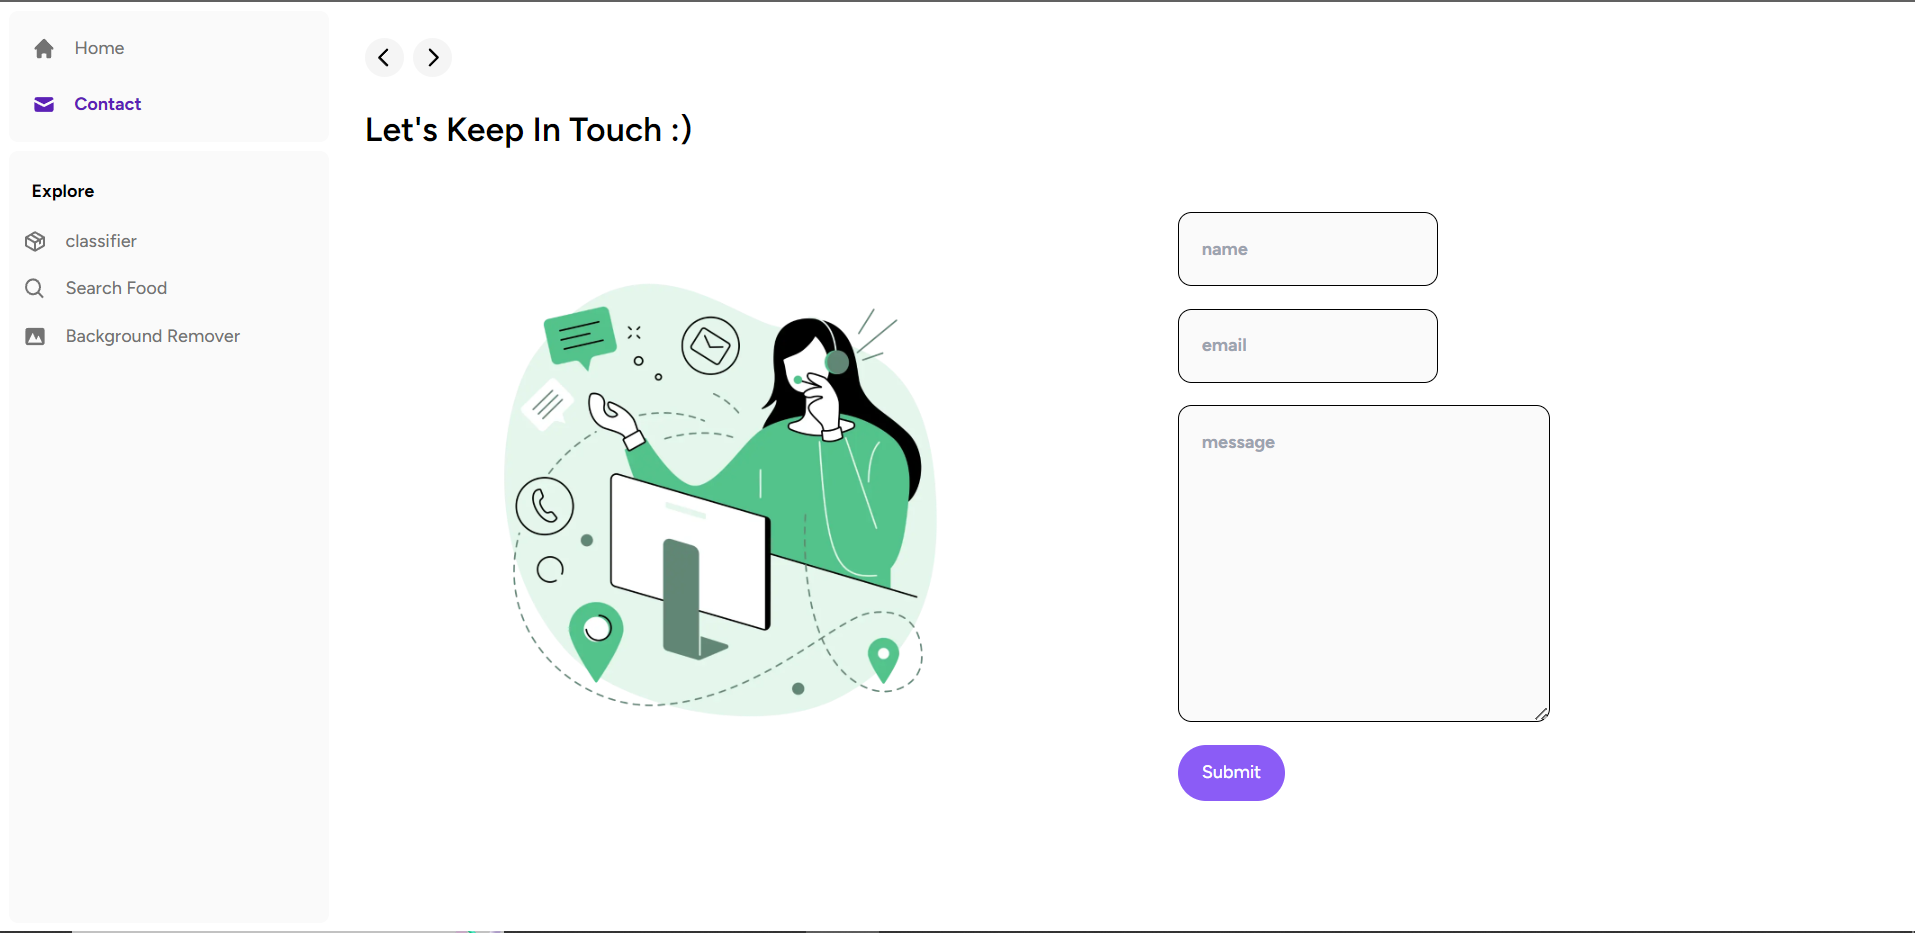 Home
Contact
Explore
classifier
Search Food
Background Remover
Let's Keep In Touch :)
name
email
message
Submit